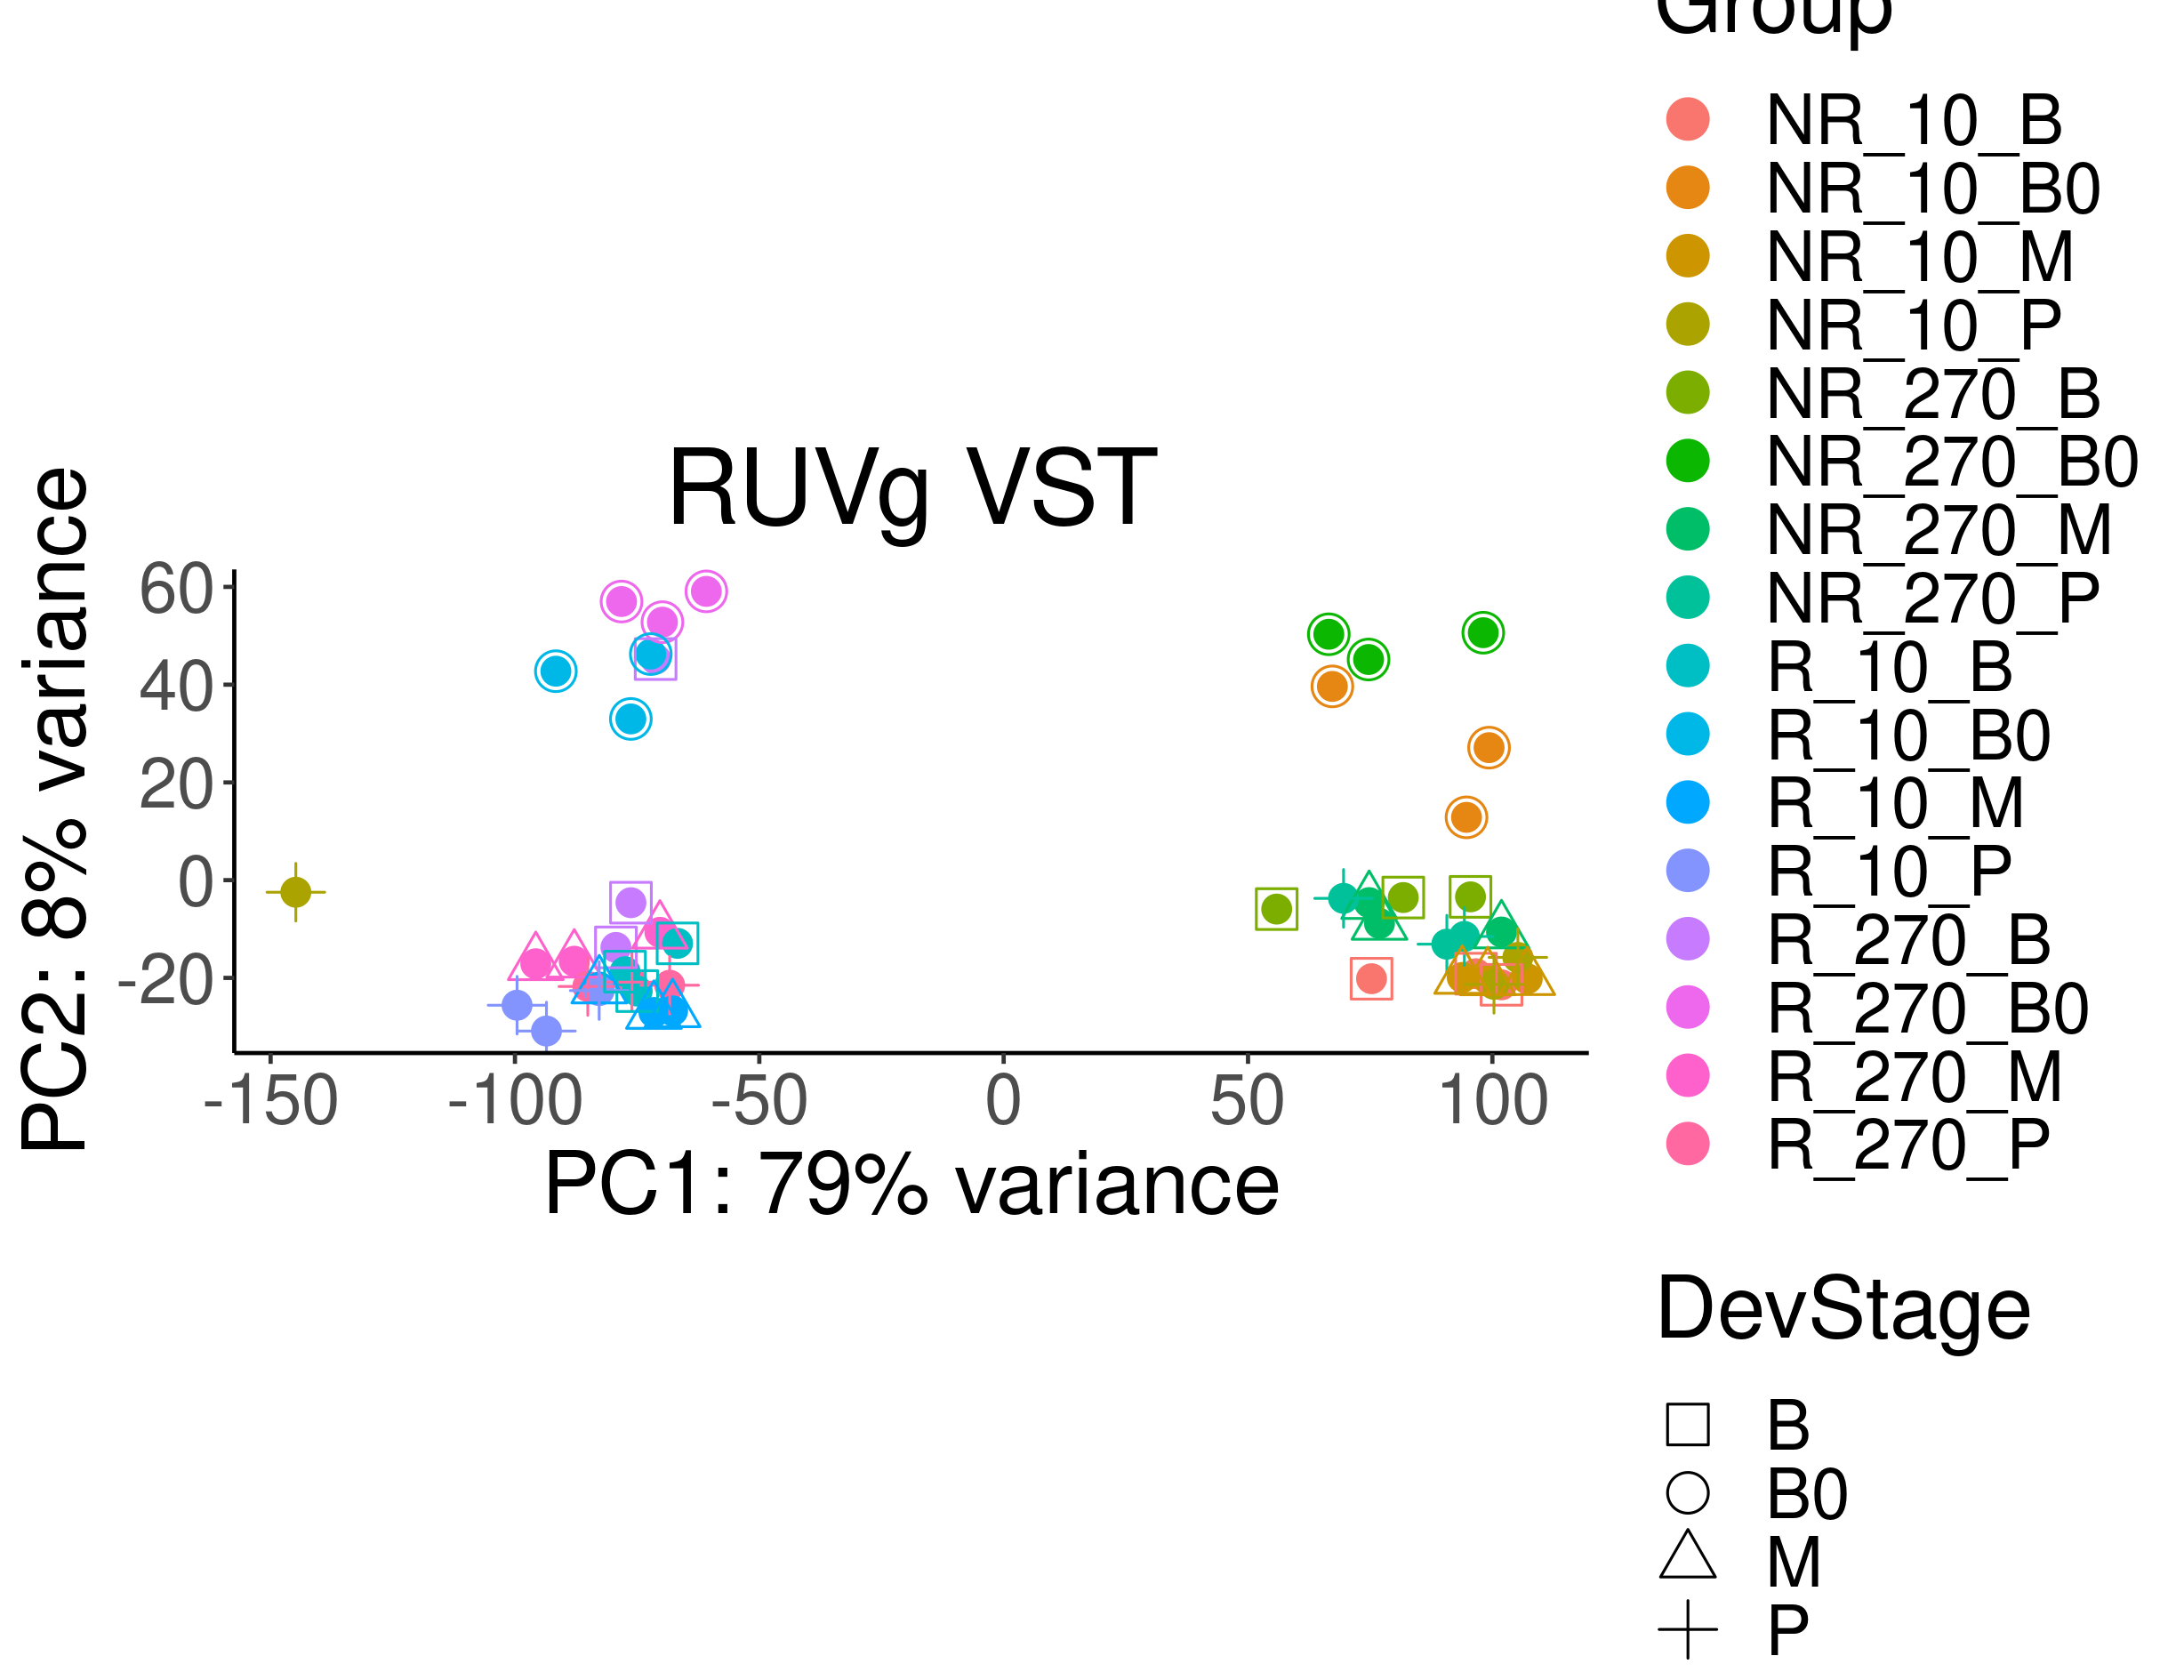 RUVg VST
PC2: 8% variance
60
40
20
0
-20
-150
-100
-50
0
50
100
PC1: 79% variance
Group
NR_10_B
NR_10_B0
NR_10_M
NR_10_P
NR_270_B
NR_270_B0
NR_270_M
NR_270_P
R_10_B
R_10_B0
R_10_M
R_10_P
R_270_B
R_270_B0
R_270_M
R_270_P
DevStage
B
B0
M
P